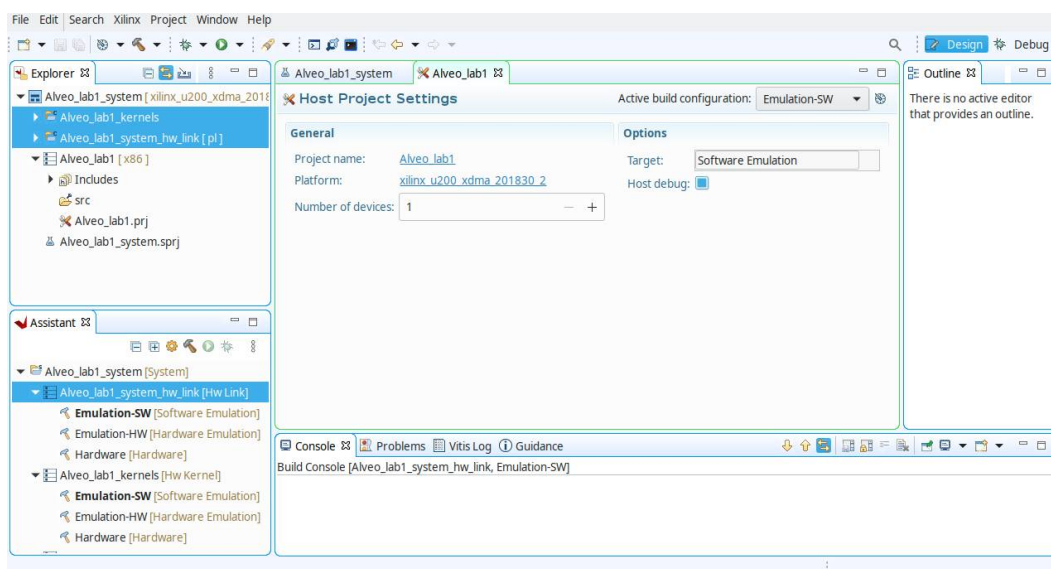 File Edit Search Xilinx Project Window Help
Design Debug
Explorer
Alveo_lab1_system [ xilinx_u200_xdma_2018
Alveo_lab1_kernels
Alveo_lab1_system_hw_link [ pl ]
Alveo_lab1 [ x86 ]
Includes
src
Alveo_lab1.prj
Alveo_lab1_system.sprj
Assistant
Alveo_lab1_system [System]
Alveo_lab1_system_hw_link [Hw Link]
Emulation-SW [Software Emulation]
Emulation-HW [Hardware Emulation]
Hardware [Hardware]
Alveo_lab1_kernels [Hw Kernel]
Emulation-SW [Software Emulation]
Emulation-HW [Hardware Emulation]
Hardware [Hardware]
Alveo_lab1_system Alveo_lab1
Host Project Settings
Active build configuration: Emulation-SW
General
Project name: Alveo_lab1
Platform: xilinx_u200_xdma_201830_2
Number of devices: 1 − +
Options
Target: Software Emulation
Host debug:
Console Problems Vitis Log Guidance
Build Console [Alveo_lab1_system_hw_link, Emulation-SW]
Outline
There is no active editor
that provides an outline.